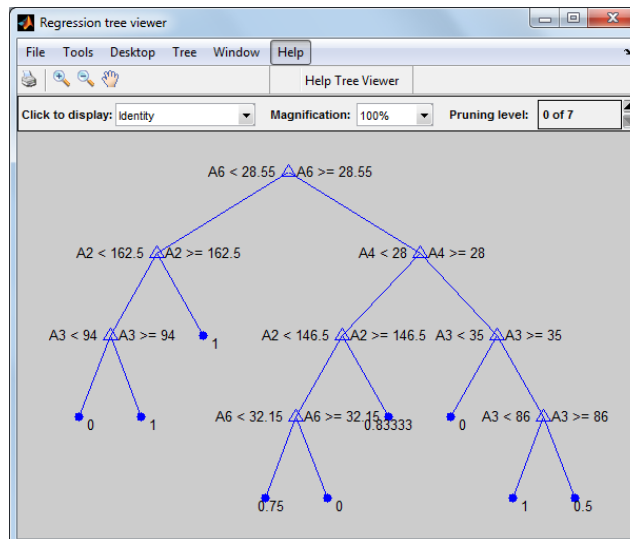 Regression tree viewer
File Tools Desktop Tree Window Help
Help Tree Viewer
Click to display: Identity Magnification: 100% Pruning level: 0 of 7
A6 < 28.55 A6 >= 28.55
A2 < 162.5 A2 >= 162.5 A4 < 28 A4 >= 28
A3 < 94 A3 >= 94 1 A2 < 146.5 A2 >= 146.5 A3 < 35 A3 >= 35
0 1 A6 < 32.15 A6 >= 32.15 0.83333 0 A3 < 86 A3 >= 86
0.75 0 1 0.5